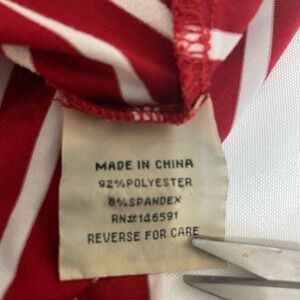 MADE IN CHINA
92%POLYESTER
8%SPANDEX
RN#146591
REVERSE FOR CARE